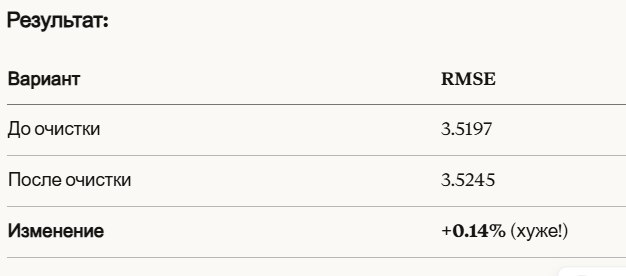 Результат:
Вариант RMSE
До очистки 3.5197
После очистки 3.5245
Изменение +0.14% (хуже!)